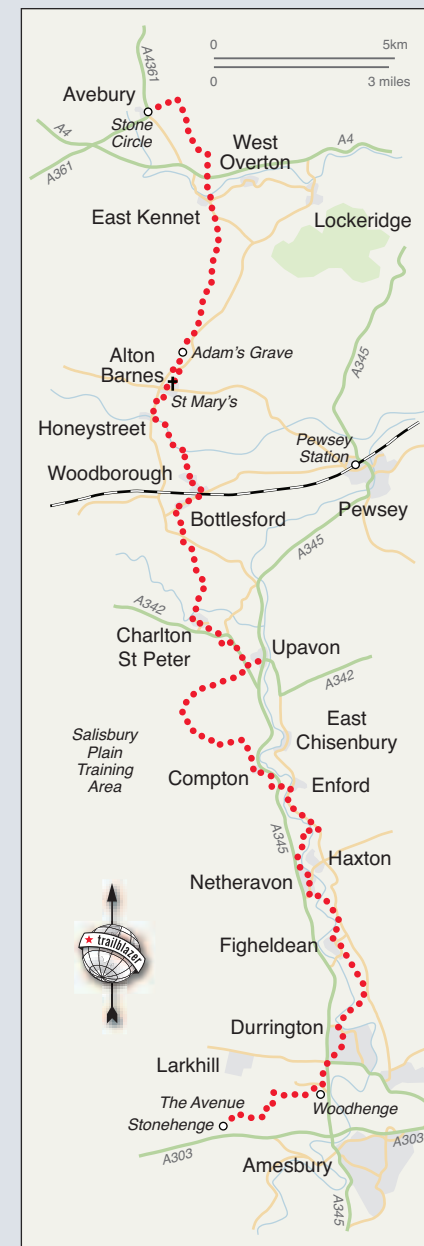 A4361
0 5km
0 3 miles
Avebury
Stone
Circle
A4
A361
West
Overton
A4
East Kennet
Lockeridge
A345
Adam's Grave
Alton
Barnes
St Mary's
Honeystreet
Pewsey
Station
Woodborough
Bottlesford
Pewsey
A345
A342
Charlton
St Peter
Upavon
A342
East
Chisenbury
Salisbury
Plain
Training
Area
Compton
Enford
A345
Haxton
Netheravon
trailblazer
Figheldean
Durrington
Larkhill
The Avenue
Woodhenge
Stonehenge
A303
A303
Amesbury
A345